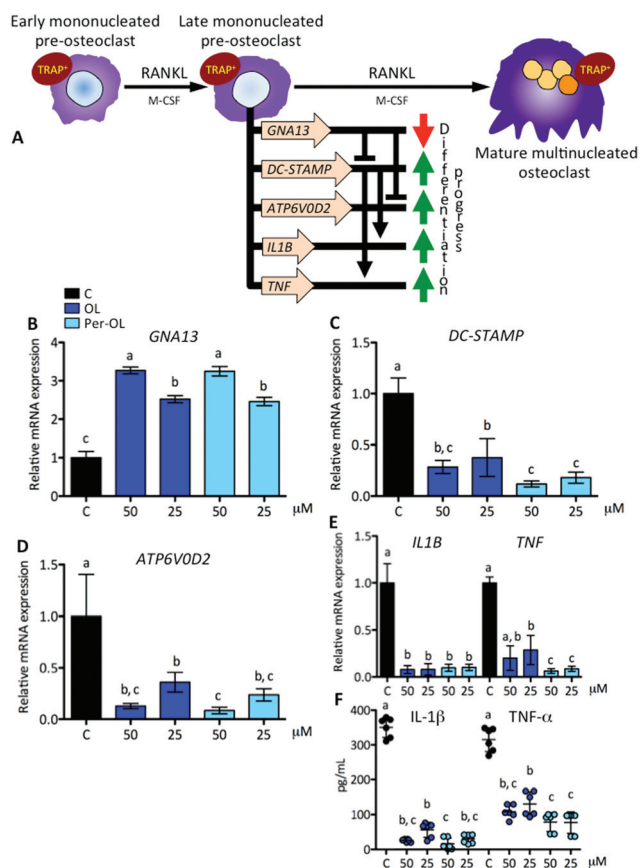 Early mononucleated
pre-osteoclast
Late mononucleated
pre-osteoclast
TRAP+
RANKL
M-CSF
TRAP+
RANKL
M-CSF
TRAP+
Mature multinucleated
osteoclast
A
GNA13
DC-STAMP
ATP6V0D2
IL1B
TNF
Differentiation
progress
C
OL
Per-OL
B
GNA13
Relative mRNA expression
4
3
2
1
0
c
a
b
a
b
C
50
25
50
25
µM
C
DC-STAMP
Relative mRNA expression
1.5
1.0
0.5
0.0
a
b, c
b
c
c
C
50
25
50
25
µM
D
ATP6V0D2
Relative mRNA expression
1.5
1.0
0.5
0.0
a
b, c
b
c
b, c
C
50
25
50
25
µM
E
IL1B
TNF
Relative mRNA expression
1.5
1.0
0.5
0.0
a
b
b
b
b
a
a, b
b
b
b
C
50
25
50
25
C
50
25
50
25
µM
F
IL-1β
TNF-α
pg/mL
400
300
200
100
0
a
b, c
b
c
b, c
a
b, c
b
c
c
C
50
25
50
25
C
50
25
50
25
µM